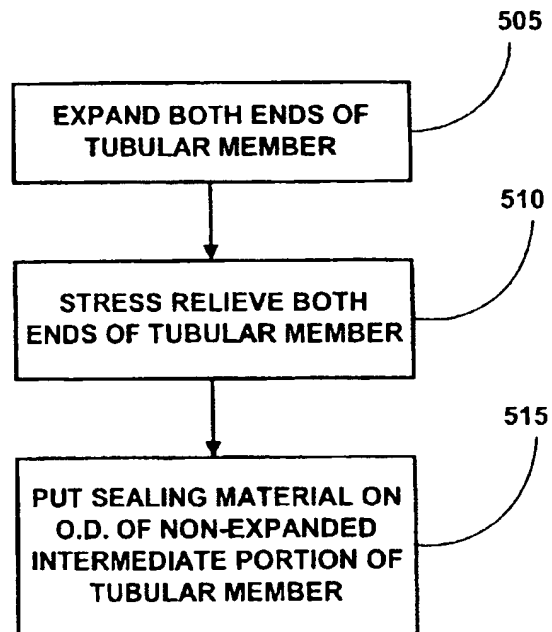 505
EXPAND BOTH ENDS OF
TUBULAR MEMBER
510
STRESS RELIEVE BOTH
ENDS OF TUBULAR MEMBER
515
PUT SEALING MATERIAL ON
O.D. OF NON-EXPANDED
INTERMEDIATE PORTION OF
TUBULAR MEMBER